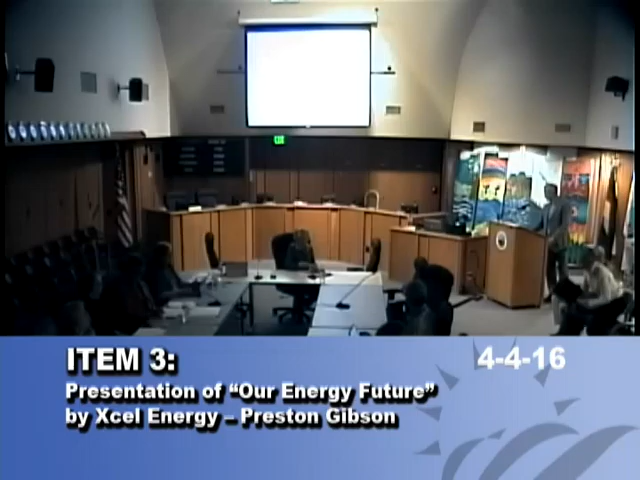 ITEM 3:
4-4-16
Presentation of “Our Energy Future”
by Xcel Energy – Preston Gibson